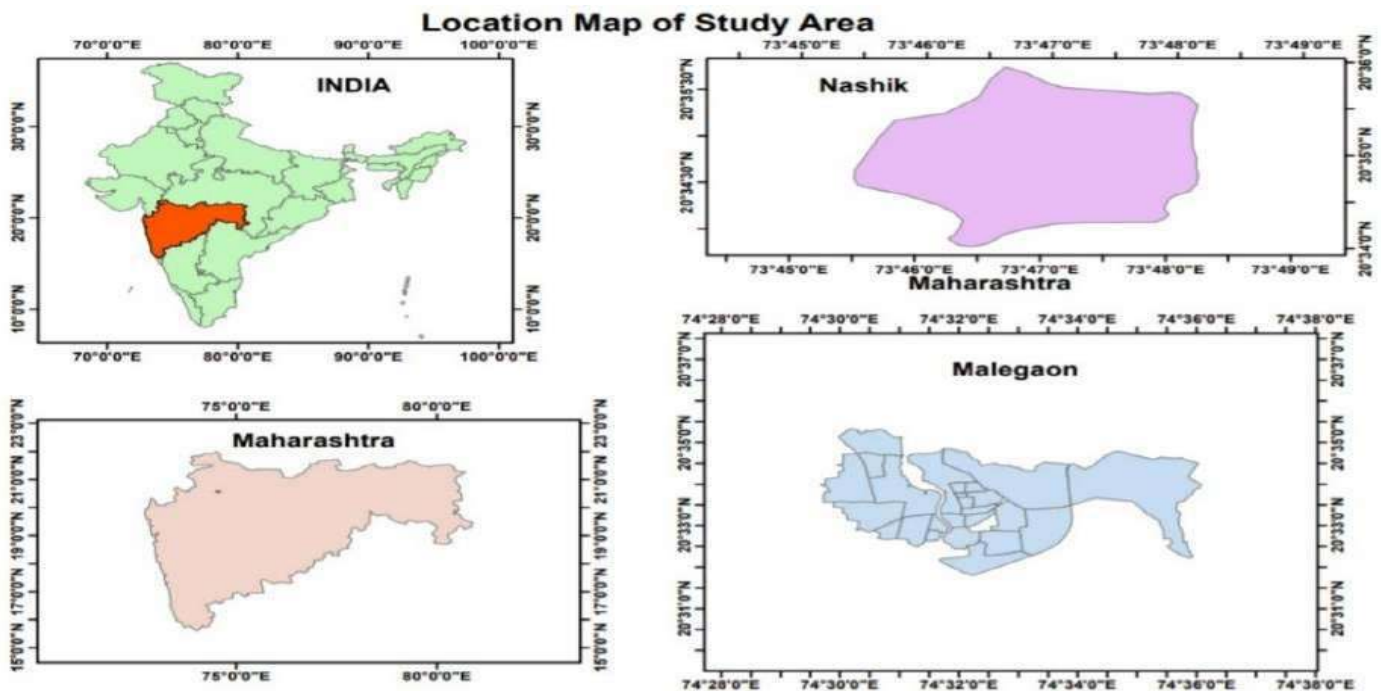 Location Map of Study Area
70°0'0"E 80°0'0"E 90°0'0"E 100°0'0"E
INDIA
30°0'0"N 30°0'0"N
20°0'0"N 20°0'0"N
10°0'0"N 10°0'0"N
70°0'0"E 80°0'0"E 90°0'0"E 100°0'0"E
73°45'0"E 73°46'0"E 73°47'0"E 73°48'0"E 73°49'0"E
Nashik
20°35'30"N 20°36'0"N
20°34'30"N 20°35'0"N
20°34'0"N
73°45'0"E 73°46'0"E 73°47'0"E 73°48'0"E 73°49'0"E
Maharashtra
75°0'0"E 80°0'0"E
Maharashtra
23°0'0"N 23°0'0"N
21°0'0"N 21°0'0"N
19°0'0"N 19°0'0"N
17°0'0"N 17°0'0"N
15°0'0"N 15°0'0"N
75°0'0"E 80°0'0"E
74°28'0"E 74°30'0"E 74°32'0"E 74°34'0"E 74°36'0"E 74°38'0"E
Malegaon
20°37'0"N 20°37'0"N
20°35'0"N 20°35'0"N
20°33'0"N 20°33'0"N
20°31'0"N 20°31'0"N
74°28'0"E 74°30'0"E 74°32'0"E 74°34'0"E 74°36'0"E 74°38'0"E